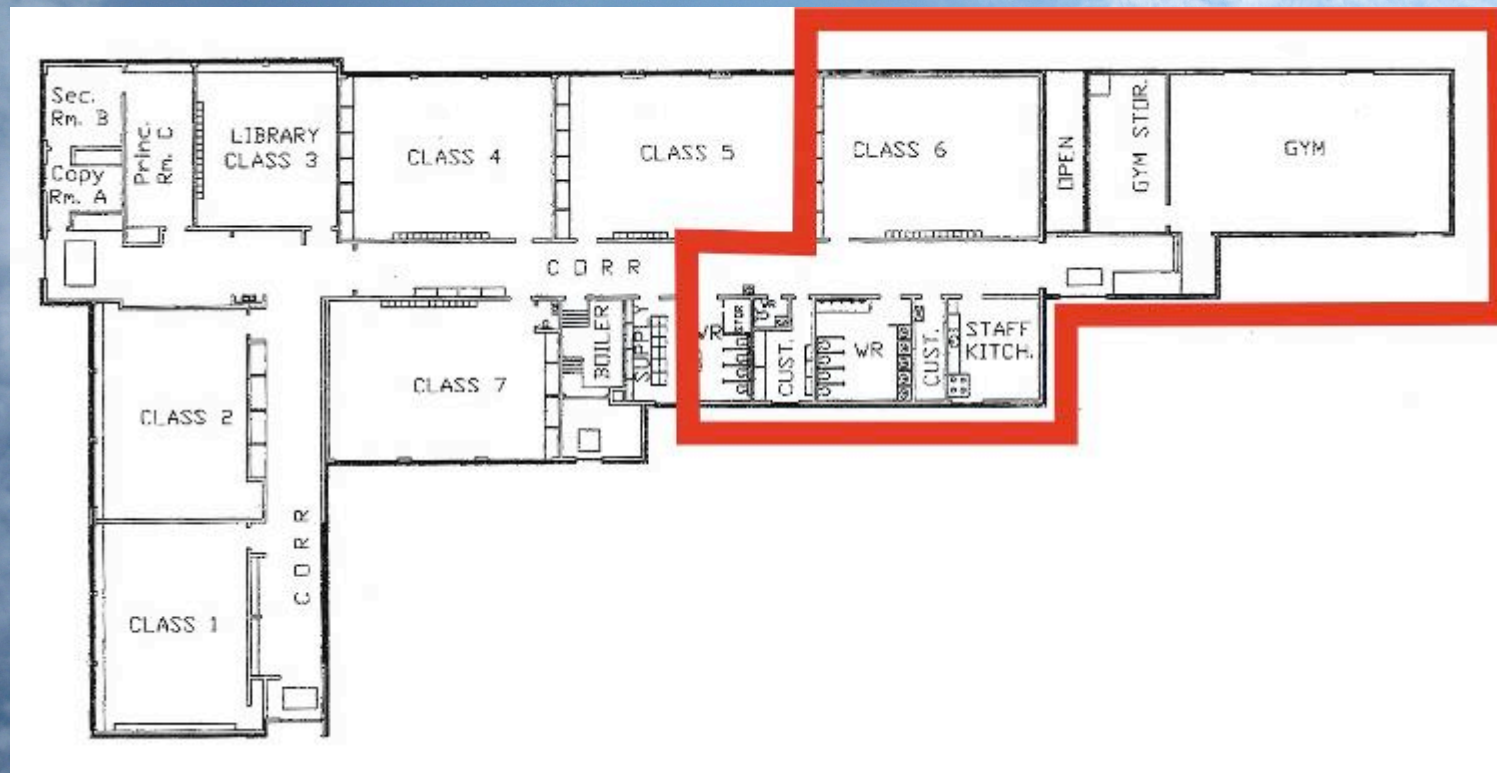 Sec.
Rm. B
Princ.
Rm. C
Copy
Rm. A
LIBRARY
CLASS 3
CLASS 4
CLASS 5
CLASS 6
OPEN
GYM STOR.
GYM
CORR
CLASS 2
CLASS 7
BOILER
SUPPLY
WR
STOR
CUST.
WR
CUST.
STAFF
KITCH.
CORR
CLASS 1